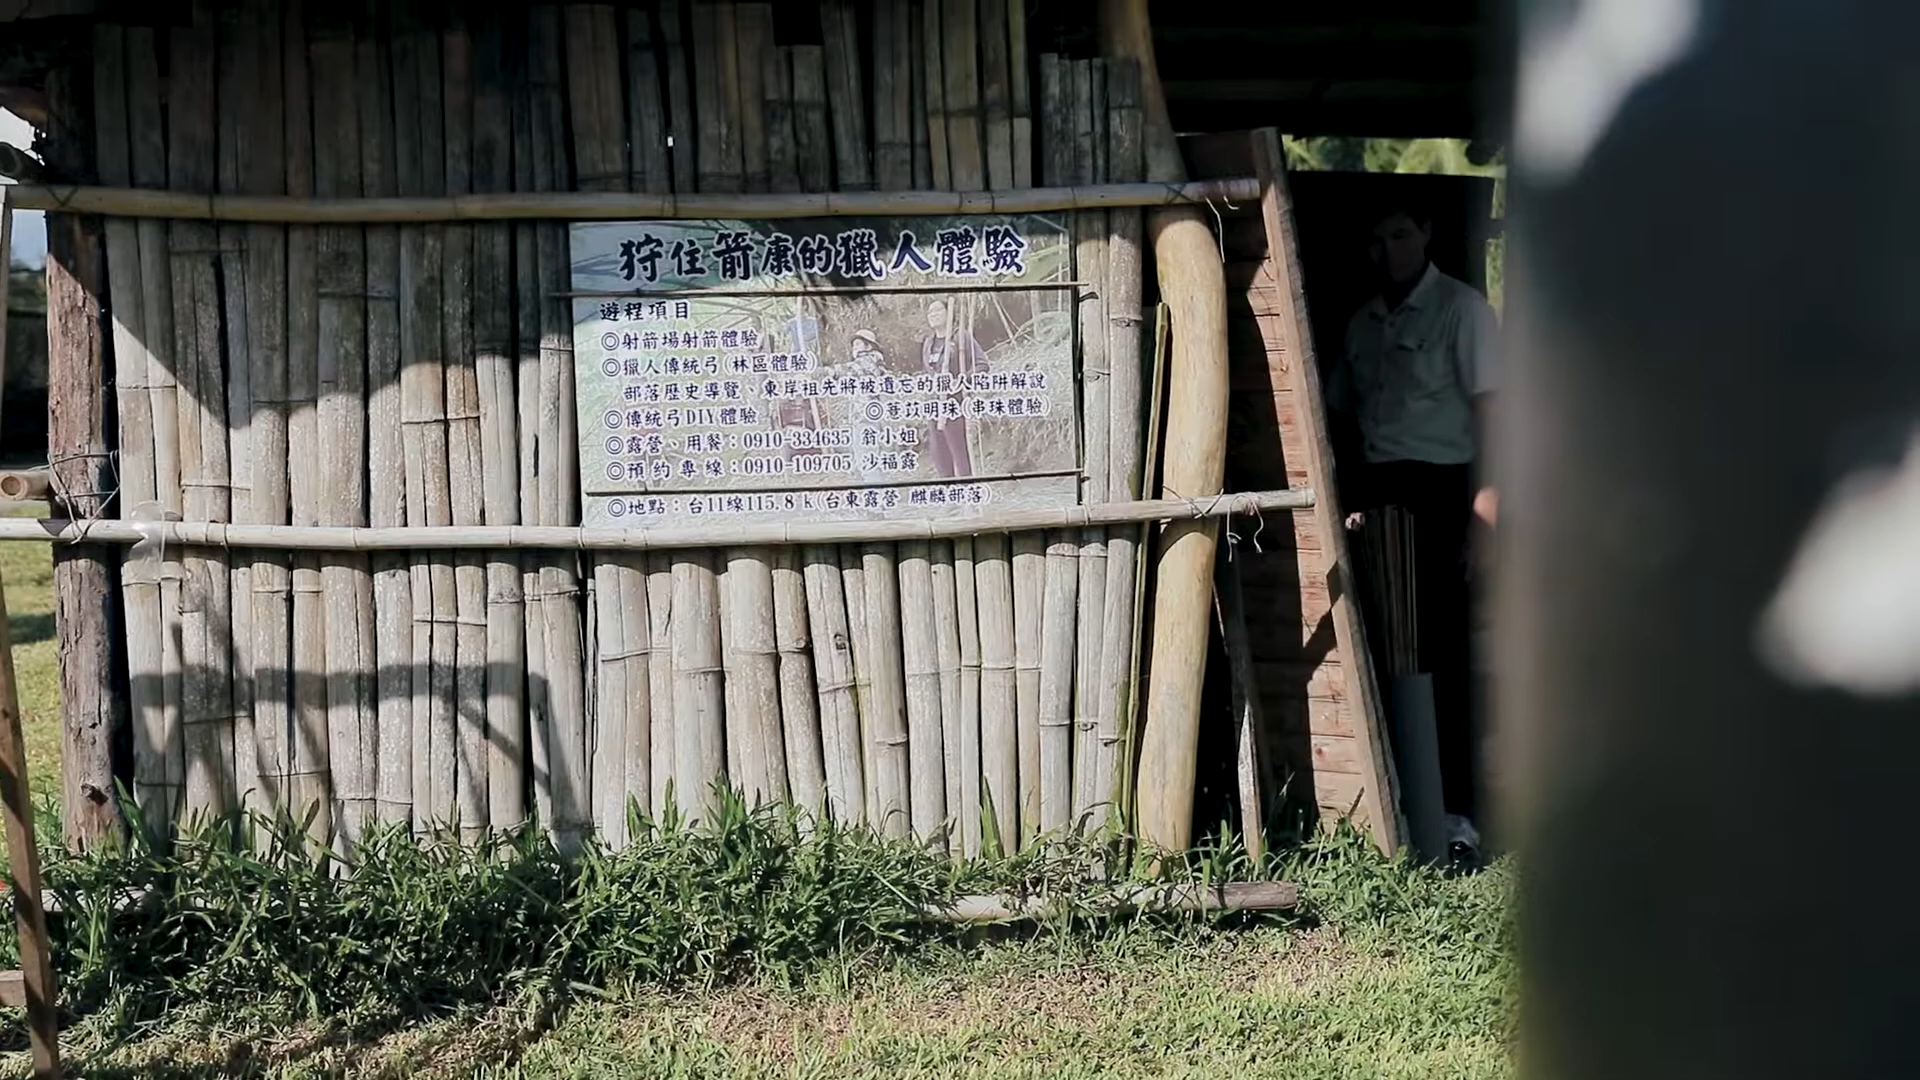 狩住箭康的獵人體驗
遊程項目
◎射箭場射箭體驗
◎獵人傳統弓(林區體驗)
部落歷史導覽、東岸祖先將被遺忘的獵人陷阱解說
◎傳統弓DIY體驗 ◎薏苡明珠(串珠體驗)
◎露營、用餐：0910-334635 翁小姐
◎預約專線：0910-109705 沙福露
◎地點：台11線115.8k(台東露營 麒麟部落)